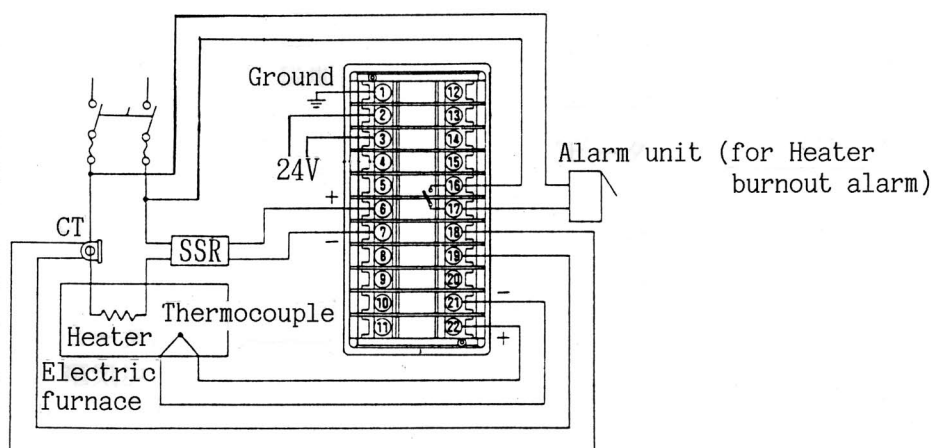 Ground
24V
+
-
CT
SSR
Heater
Thermocouple
Electric
furnace
1
2
3
4
5
6
7
8
9
10
11
12
13
14
15
16
17
18
19
20
21
22
-
+
Alarm unit (for Heater
burnout alarm)